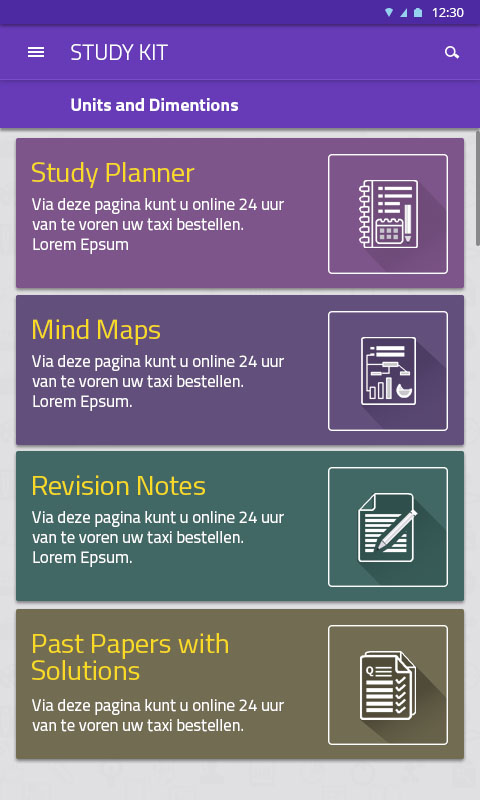 12:30
STUDY KIT
Units and Dimentions
Study Planner
Via deze pagina kunt u online 24 uur
van te voren uw taxi bestellen.
Lorem Epsum
Mind Maps
Via deze pagina kunt u online 24 uur
van te voren uw taxi bestellen.
Lorem Epsum.
Revision Notes
Via deze pagina kunt u online 24 uur
van te voren uw taxi bestellen.
Lorem Epsum.
Past Papers with
Solutions
Q
Via deze pagina kunt u online 24 uur
van te voren uw taxi bestellen.